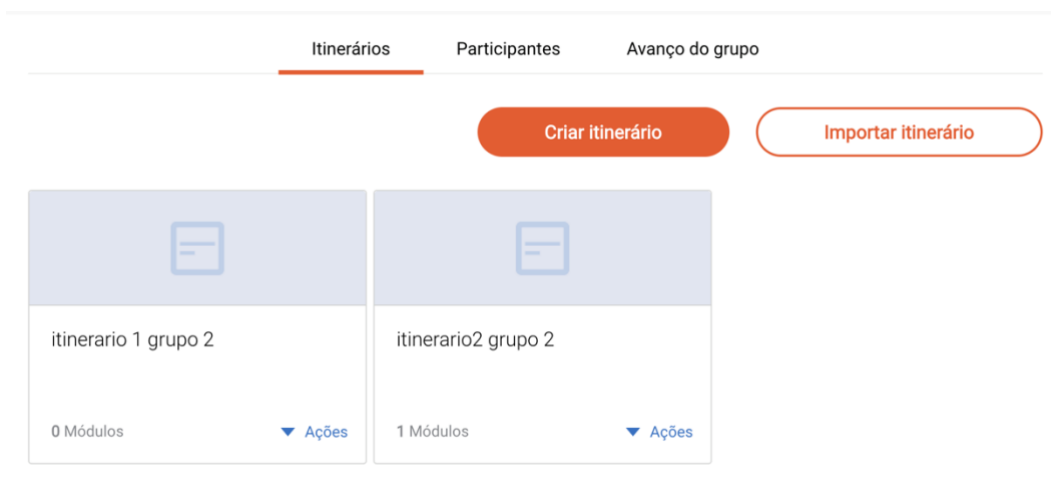 Itinerários Participantes Avanço do grupo
Criar itinerário Importar itinerário
itinerario 1 grupo 2
0 Módulos Ações
itinerario2 grupo 2
1 Módulos Ações